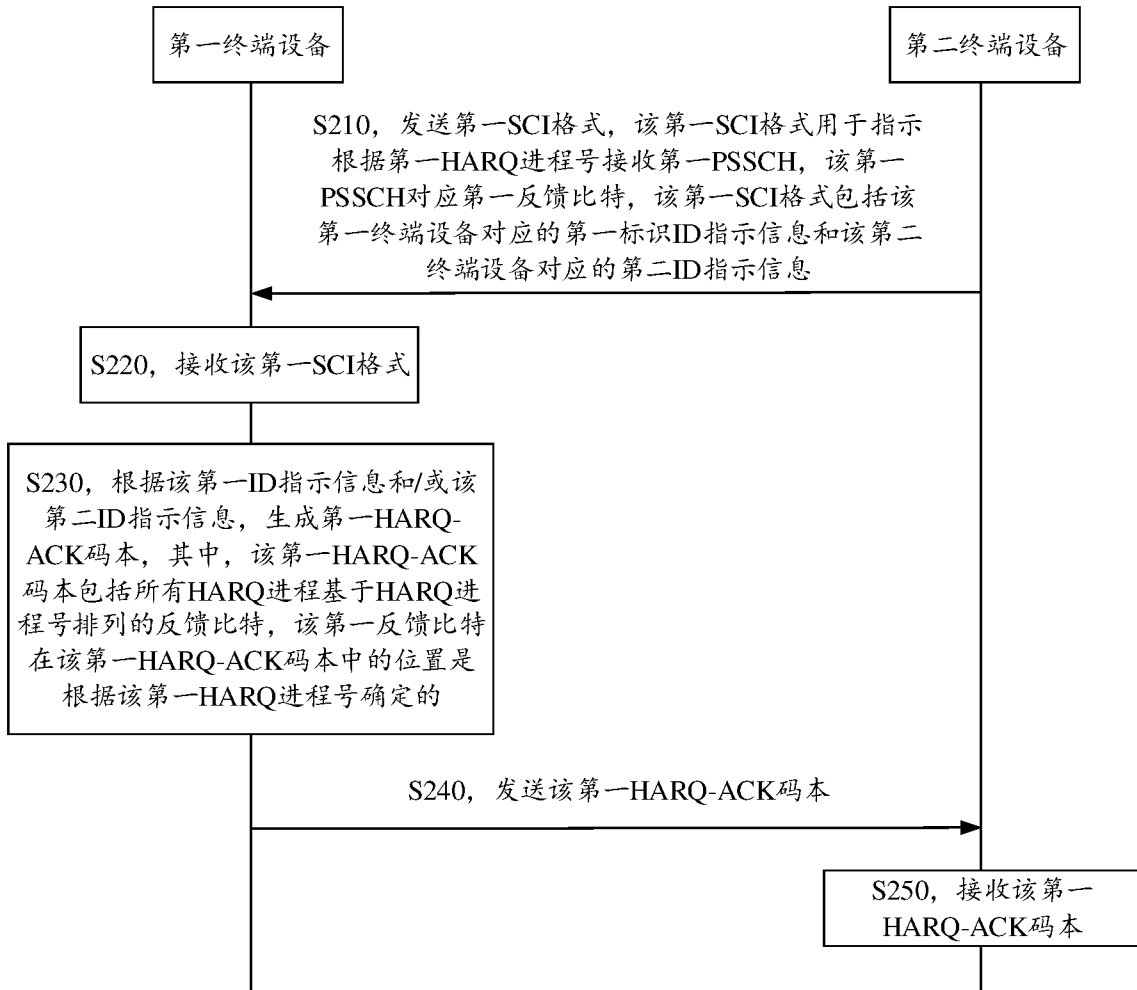 第一终端设备
第二终端设备
S210，发送第一SCI格式，该第一SCI格式用于指示
根据第一HARQ进程号接收第一PSSCH，该第一
PSSCH对应第一反馈比特，该第一SCI格式包括该
第一终端设备对应的第一标识ID指示信息和该第二
终端设备对应的第二ID指示信息
S220，接收该第一SCI格式
S230，根据该第一ID指示信息和/或该
第二ID指示信息，生成第一HARQ-
ACK码本，其中，该第一HARQ-ACK
码本包括所有HARQ进程基于HARQ进
程号排列的反馈比特，该第一反馈比特
在该第一HARQ-ACK码本中的位置是
根据该第一HARQ进程号确定的
S240，发送该第一HARQ-ACK码本
S250，接收该第一
HARQ-ACK码本